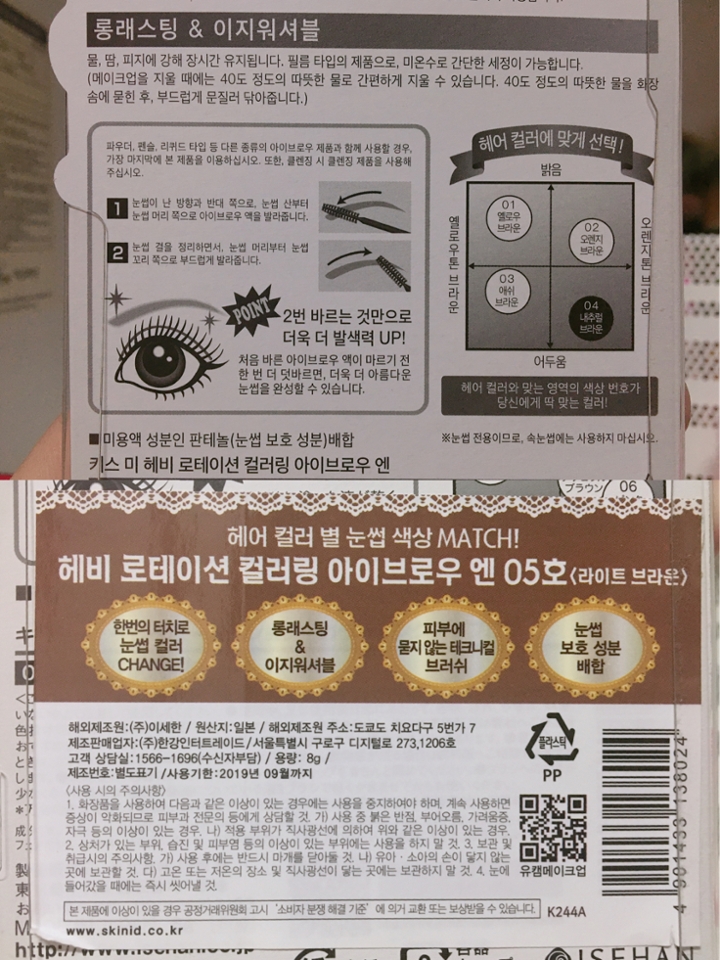 롱래스팅 & 이지워셔블
물, 땀, 피지에 강해 장시간 유지됩니다. 필름 타입의 제품으로, 미온수로 간단한 세정이 가능합니다.
(메이크업을 지울 때에는 40도 정도의 따뜻한 물로 간편하게 지울 수 있습니다. 40도 정도의 따뜻한 물을 화장
솜에 묻힌 후, 부드럽게 문질러 닦아줍니다.)
파우더, 펜슬, 리퀴드 타입 등 다른 종류의 아이브로우 제품과 함께 사용할 경우,
가장 마지막에 본 제품을 이용하십시오. 또한, 클렌징 시 클렌징 제품을 사용해
주십시오.
1 눈썹이 난 방향과 반대 쪽으로, 눈썹 산부터
눈썹 머리 쪽으로 아이브로우 액을 발라줍니다.
2 눈썹 결을 정리하면서, 눈썹 머리부터 눈썹
꼬리 쪽으로 부드럽게 발라줍니다.
POINT
2번 바르는 것만으로
더욱 더 발색력 UP!
처음 바른 아이브로우 액이 마르기 전
한 번 더 덧바르면, 더욱 더 아름다운
눈썹을 완성할 수 있습니다.
헤어 컬러에 맞게 선택!
밝음
옐로우톤 브라운
오렌지톤 브라운
01
옐로우
브라운
02
오렌지
브라운
03
애쉬
브라운
04
내추럴
브라운
어두움
헤어 컬러와 맞는 영역의 색상 번호가
당신에게 딱 맞는 컬러!
■미용액 성분인 판테놀(눈썹 보호 성분)배합
※눈썹 전용이므로, 속눈썹에는 사용하지 마십시오.
키스 미 헤비 로테이션 컬러링 아이브로우 엔
ブラウン
06
헤어 컬러 별 눈썹 색상 MATCH!
헤비 로테이션 컬러링 아이브로우 엔 05호〈라이트 브라운〉
한번의 터치로
눈썹 컬러
CHANGE!
롱래스팅
&
이지워셔블
피부에
묻지 않는 테크니컬
브러쉬
눈썹
보호 성분
배합
해외제조원:(주)이세한 / 원산지:일본 / 해외제조원 주소:도쿄도 치요다구 5번가 7
제조판매업자:(주)한강인터트레이드/서울특별시 구로구 디지털로 273,1206호
고객 상담실:1566-1696(수신자부담) / 용량: 8g /
제조번호:별도표기 /사용기한:2019년 09월까지
〈사용 시의 주의사항〉
1. 화장품을 사용하여 다음과 같은 이상이 있는 경우에는 사용을 중지하여야 하며, 계속 사용하면
증상이 악화되므로 피부과 전문의 등에게 상담할 것. 가) 사용 중 붉은 반점, 부어오름, 가려움증,
자극 등의 이상이 있는 경우. 나) 적용 부위가 직사광선에 의하여 위와 같은 이상이 있는 경우.
2. 상처가 있는 부위, 습진 및 피부염 등의 이상이 있는 부위에는 사용을 하지 말 것. 3. 보관 및
취급시의 주의사항. 가) 사용 후에는 반드시 마개를 닫아둘 것. 나) 유아·소아의 손이 닿지 않는
곳에 보관할 것. 다) 고온 또는 저온의 장소 및 직사광선이 닿는 곳에는 보관하지 말 것. 4. 눈에
들어갔을 때에는 즉시 씻어낼 것.
플라스틱
PP
유캠메이크업
4 901433 138024
본 제품에 이상이 있을 경우 공정거래위원회 고시 '소비자 분쟁 해결 기준' 에 의거 교환 또는 보상받을 수 있습니다.
K244A
www.skinid.co.kr
ISEHAN